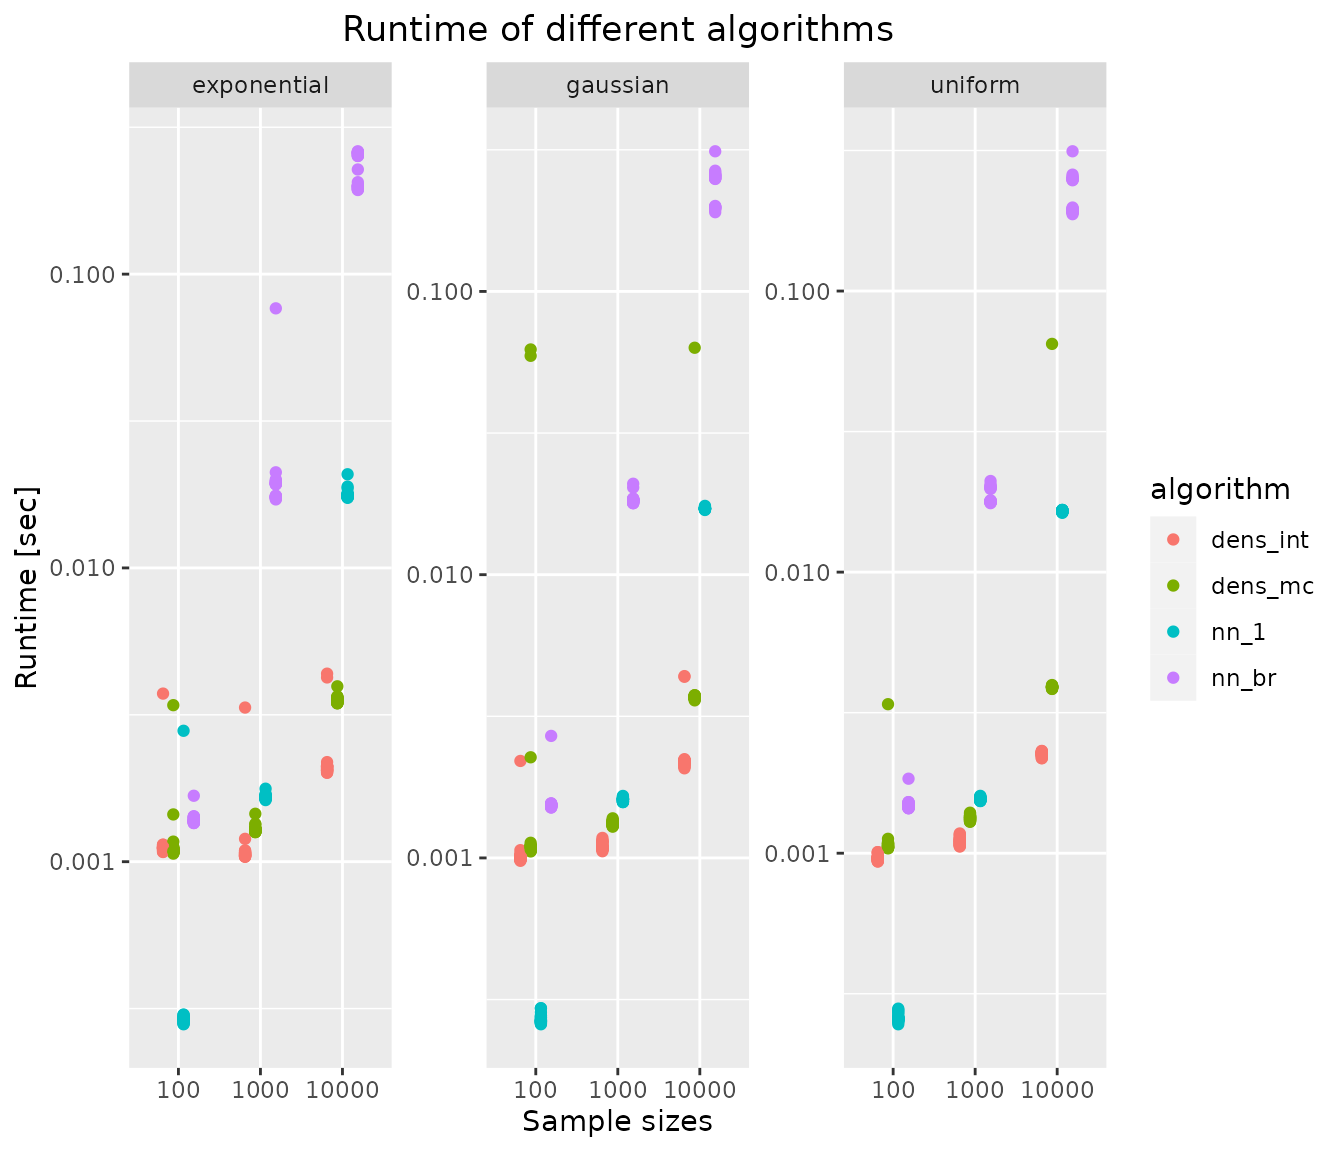 Runtime of different algorithms
exponential
gaussian
uniform
Runtime [sec]
0.100
0.010
0.001
0.100
0.010
0.001
0.100
0.010
0.001
100 1000 10000
100 1000 10000
100 1000 10000
Sample sizes
algorithm
dens_int
dens_mc
nn_1
nn_br